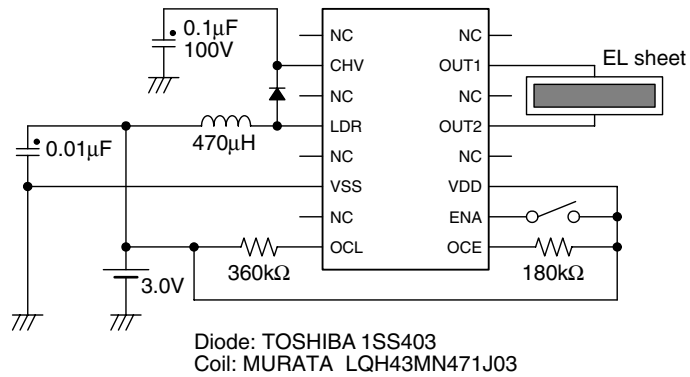 0.1µF
100V
NC
CHV
NC
LDR
NC
VSS
NC
OCL
NC
OUT1
NC
OUT2
NC
VDD
ENA
OCE
EL sheet
470µH
0.01µF
360kΩ
180kΩ
3.0V
Diode: TOSHIBA 1SS403
Coil: MURATA LQH43MN471J03